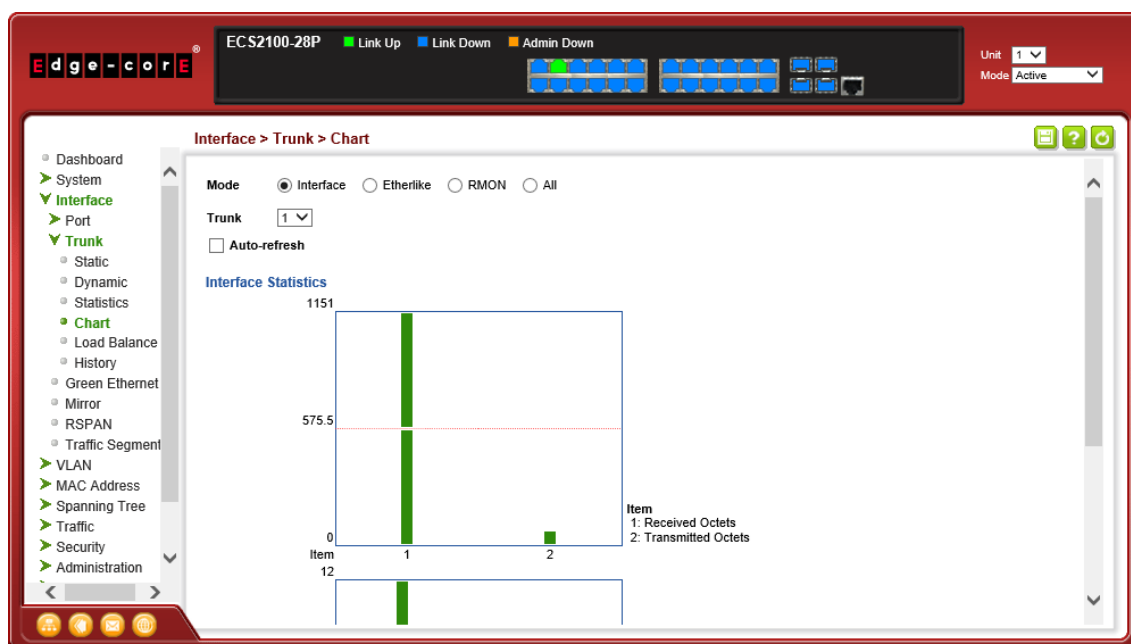 Edge-corE®
ECS2100-28P Link Up Link Down Admin Down
Unit 1
Mode Active
Interface > Trunk > Chart
Dashboard
System
Interface
Port
Trunk
Static
Dynamic
Statistics
Chart
Load Balance
History
Green Ethernet
Mirror
RSPAN
Traffic Segment
VLAN
MAC Address
Spanning Tree
Traffic
Security
Administration
Mode Interface Etherlike RMON All
Trunk 1
Auto-refresh
Interface Statistics
1151
575.5
0
Item 1 2
Item
1: Received Octets
2: Transmitted Octets
12